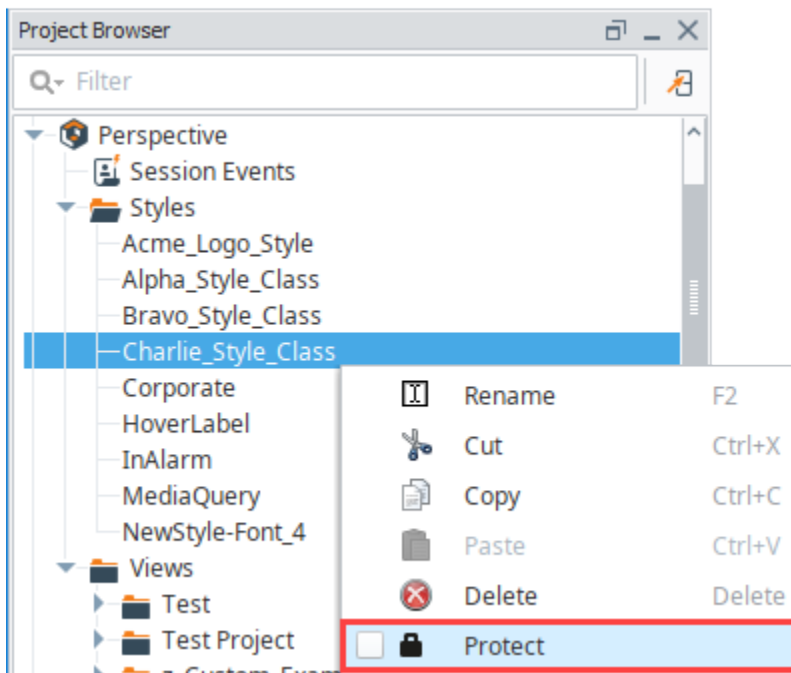 Project Browser
Filter
Perspective
Session Events
Styles
Acme_Logo_Style
Alpha_Style_Class
Bravo_Style_Class
Charlie_Style_Class
Corporate
HoverLabel
InAlarm
MediaQuery
NewStyle-Font_4
Views
Test
Test Project
Rename F2
Cut Ctrl+X
Copy Ctrl+C
Paste Ctrl+V
Delete Delete
Protect